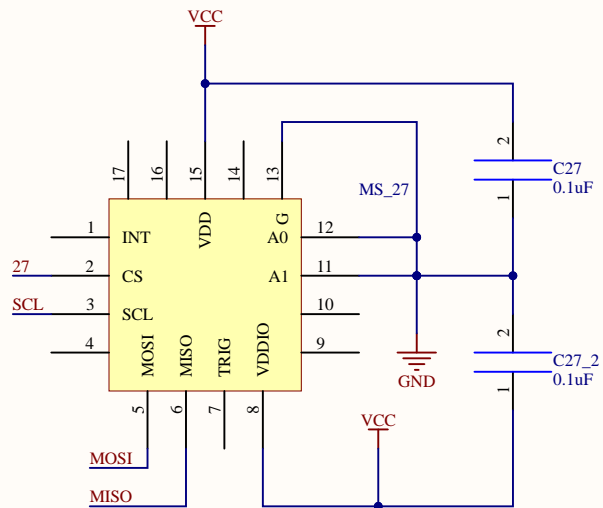 VCC
17
16
15
14
13
VDD
G
MS_27
2
C27
0.1uF
1
1
INT
A0
12
27
2
CS
A1
11
SCL
3
SCL
10
4
9
MOSI
MISO
TRIG
VDDIO
GND
2
C27_2
0.1uF
1
5
6
7
8
VCC
MOSI
MISO